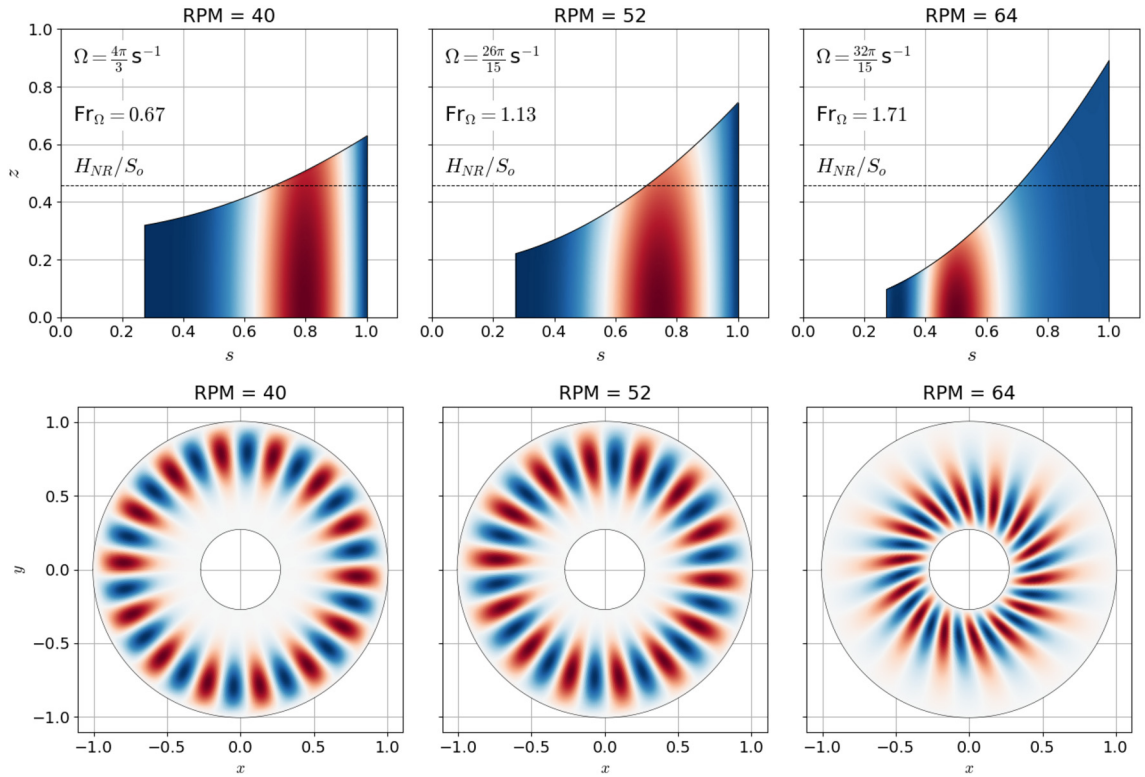 RPM = 40
RPM = 52
RPM = 64
1.0
0.8
0.6
0.4
0.2
0.0
z
Ω = 4π/3 s⁻¹
Fr_Ω = 0.67
H_NR/S_o
Ω = 26π/15 s⁻¹
Fr_Ω = 1.13
H_NR/S_o
Ω = 32π/15 s⁻¹
Fr_Ω = 1.71
H_NR/S_o
0.0 0.2 0.4 0.6 0.8 1.0
0.0 0.2 0.4 0.6 0.8 1.0
0.0 0.2 0.4 0.6 0.8 1.0
s
s
s
RPM = 40
RPM = 52
RPM = 64
1.0
0.5
0.0
−0.5
−1.0
y
−1.0 −0.5 0.0 0.5 1.0
−1.0 −0.5 0.0 0.5 1.0
−1.0 −0.5 0.0 0.5 1.0
x
x
x